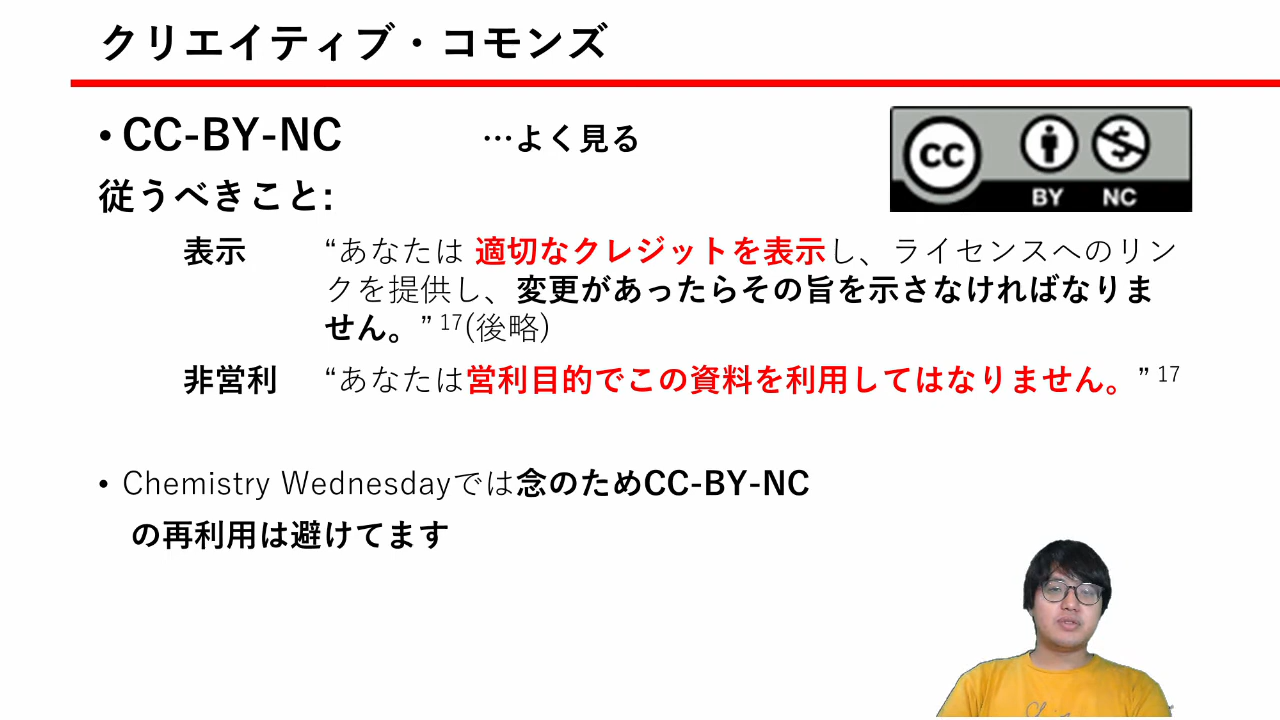 クリエイティブ・コモンズ
• CC-BY-NC …よく見る
CC BY NC
従うべきこと:
表示 “あなたは 適切なクレジットを表示し、ライセンスへのリン
クを提供し、変更があったらその旨を示さなければなりま
せん。” 17(後略)
非営利 “あなたは営利目的でこの資料を利用してはなりません。” 17
• Chemistry Wednesdayでは念のためCC-BY-NC
の再利用は避けてます